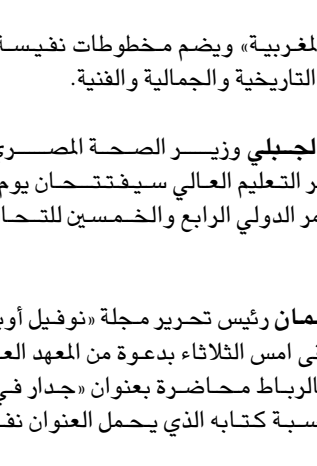 لمغربية» ويضم مخطوطات نفيسة
التاريخية والجمالية والفنية.
الجبلي وزير الصحة المصري
ر التعليم العالي سيفتتحان يوم
مر الدولي الرابع والخمسين للتحا
مان رئيس تحرير مجلة «نوفيل أوب
ى امس الثلاثاء بدعوة من المعهد الع
الرباط محاضرة بعنوان «جدار في
سبة كتابه الذي يحمل العنوان نف